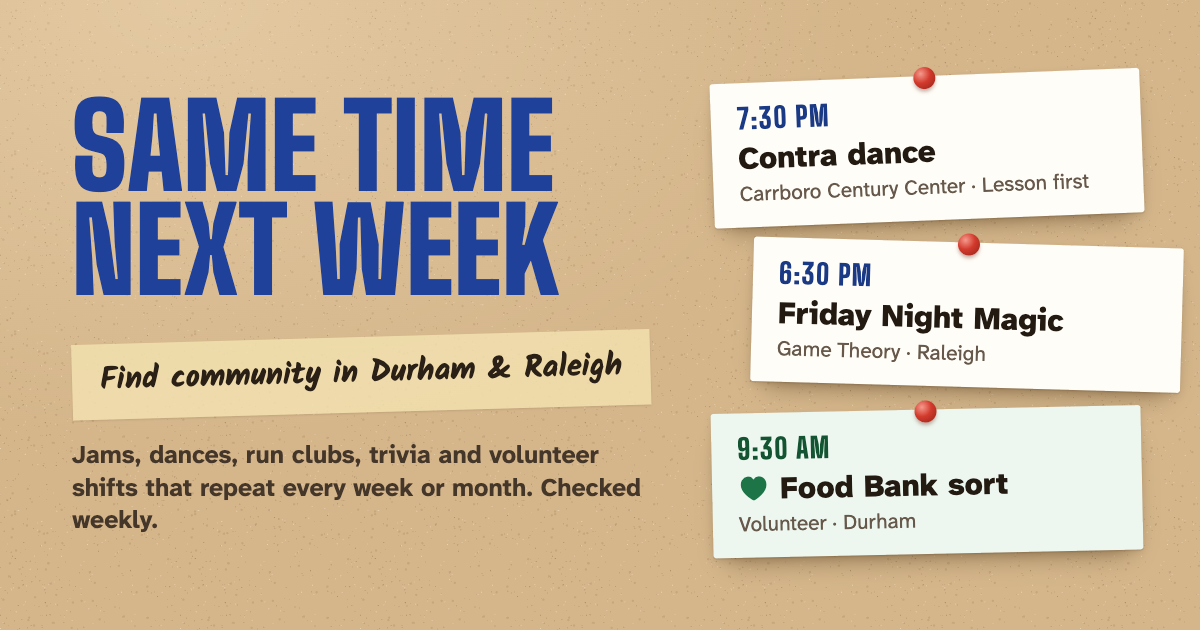 SAME TIME
NEXT WEEK
Find community in Durham & Raleigh
Jams, dances, run clubs, trivia and volunteer
shifts that repeat every week or month. Checked
weekly.
7:30 PM
Contra dance
Carrboro Century Center · Lesson first
6:30 PM
Friday Night Magic
Game Theory · Raleigh
9:30 AM
Food Bank sort
Volunteer · Durham